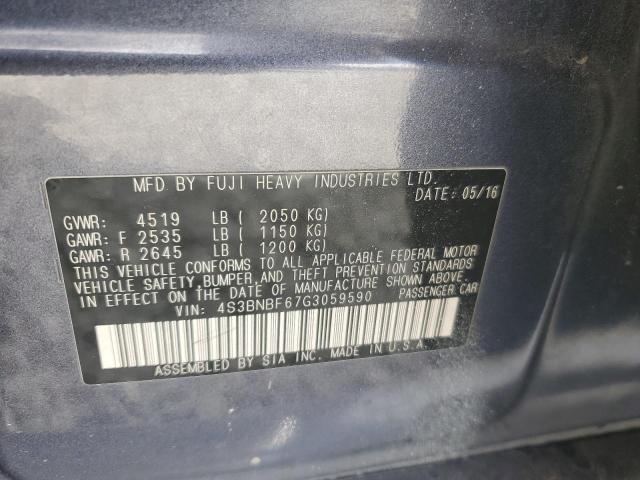 MFD BY FUJI HEAVY INDUSTRIES LTD.
DATE: 05/16
GVWR: 4519 LB ( 2050 KG)
GAWR: F 2535 LB ( 1150 KG)
GAWR: R 2645 LB ( 1200 KG)
THIS VEHICLE CONFORMS TO ALL APPLICABLE FEDERAL MOTOR
VEHICLE SAFETY, BUMPER, AND THEFT PREVENTION STANDARDS
IN EFFECT ON THE DATE OF MANUFACTURE SHOWN ABOVE.
VIN: 4S3BNBF67G3059590 PASSENGER CAR
ASSEMBLED BY SIA INC. MADE IN U.S.A.